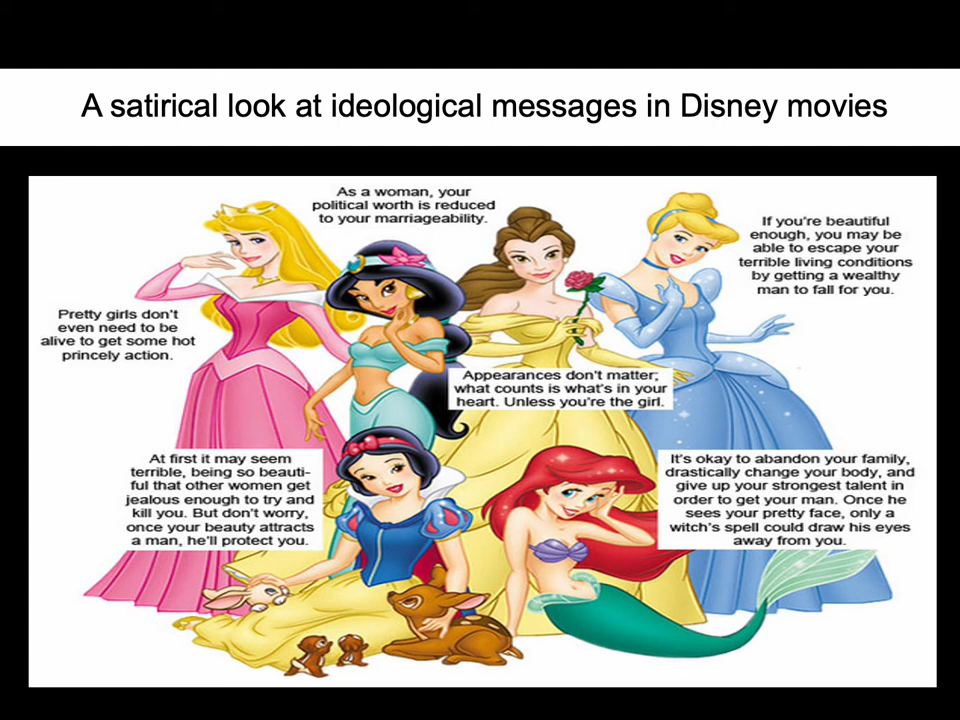 A satirical look at ideological messages in Disney movies
As a woman, your
political worth is reduced
to your marriageability.
If you're beautiful
enough, you may be
able to escape your
terrible living conditions
by getting a wealthy
man to fall for you.
Pretty girls don't
even need to be
alive to get some hot
princely action.
Appearances don't matter;
what counts is what's in your
heart. Unless you're the girl.
At first it may seem
terrible, being so beauti-
ful that other women get
jealous enough to try and
kill you. But don't worry,
once your beauty attracts
a man, he'll protect you.
It's okay to abandon your family,
drastically change your body, and
give up your strongest talent in
order to get your man. Once he
sees your pretty face, only a
witch's spell could draw his eyes
away from you.